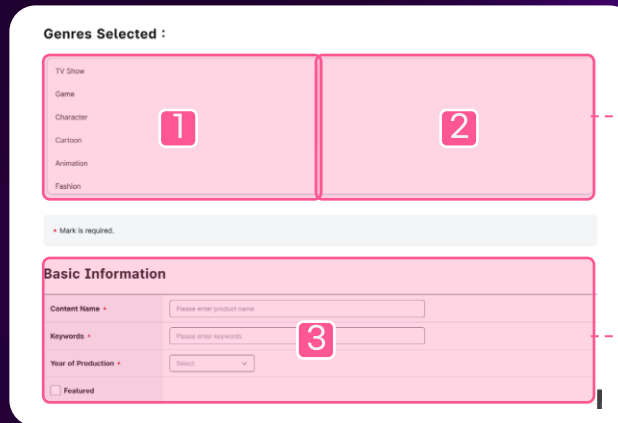 Genres Selected :
TV Show
Game
Character
Cartoon
Animation
Fashion
1
2
• Mark is required.
Basic Information
Content Name •
Please enter product name
Keywords •
Please enter keywords
3
Year of Production •
Select
Featured